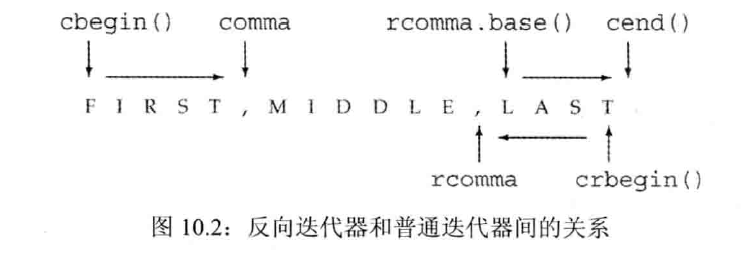 cbegin() comma rcomma.base() cend()
F I R S T , M I D D L E , L A S T
rcomma crbegin()
图 10.2：反向迭代器和普通迭代器间的关系